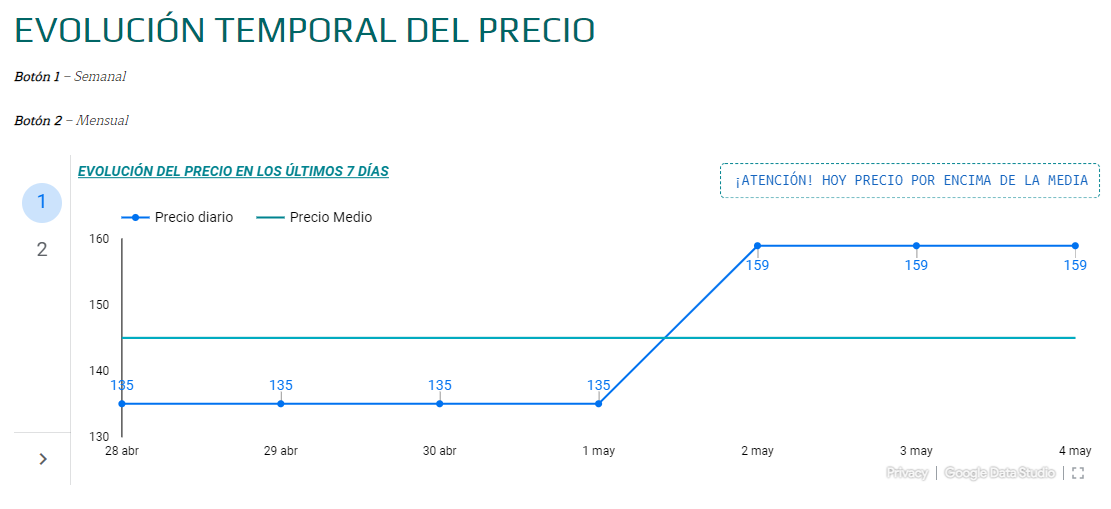 EVOLUCIÓN TEMPORAL DEL PRECIO
Botón 1 – Semanal
Botón 2 – Mensual
EVOLUCIÓN DEL PRECIO EN LOS ÚLTIMOS 7 DÍAS
¡ATENCIÓN! HOY PRECIO POR ENCIMA DE LA MEDIA
1
2
Precio diario
Precio Medio
160
150
140
130
135
135
135
135
159
159
159
28 abr
29 abr
30 abr
1 may
2 may
3 may
4 may
Privacy
Google Data Studio